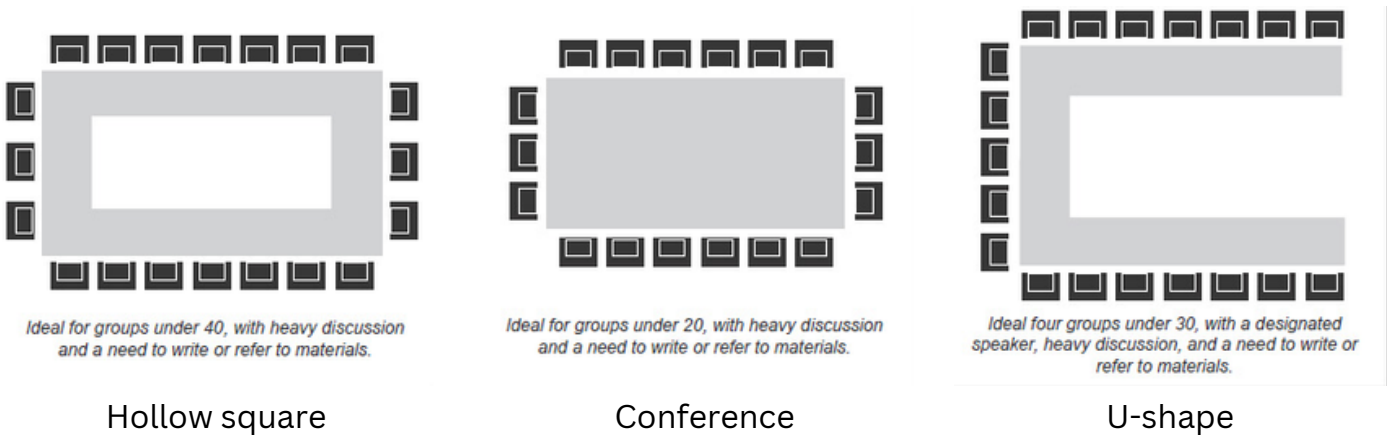 Ideal for groups under 40, with heavy discussion
and a need to write or refer to materials.
Hollow square
Ideal for groups under 20, with heavy discussion
and a need to write or refer to materials.
Conference
Ideal four groups under 30, with a designated
speaker, heavy discussion, and a need to write or
refer to materials.
U-shape